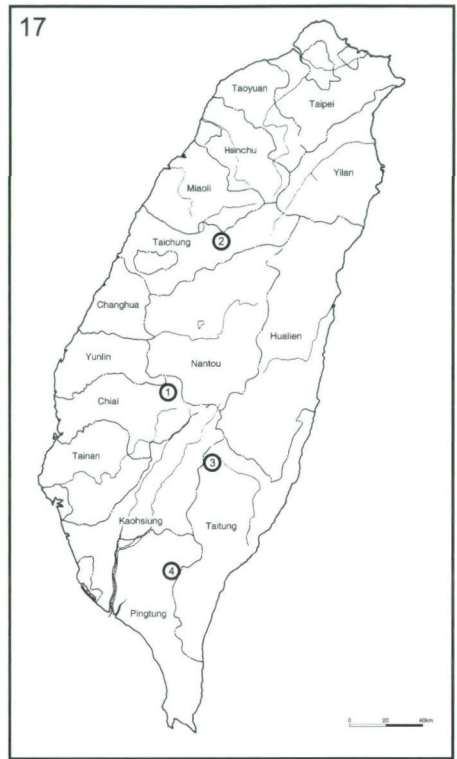 17
Taoyuan
Taipei
Hsinchu
Yilan
Miaoli
Taichung
2
Changhua
Hualien
Yunlin
Nantou
1
Chiai
Tainan
3
Kaohsiung
Taitung
4
Pingtung
0 20 40km